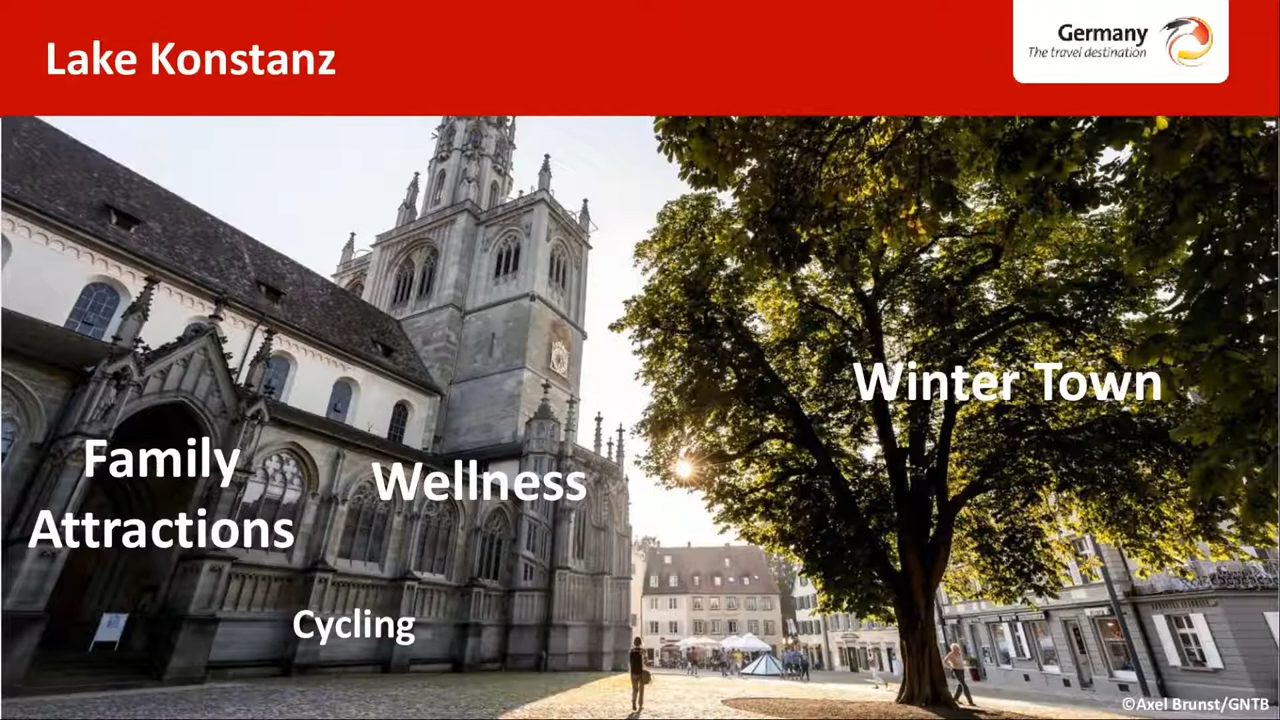 Lake Konstanz
Germany
The travel destination
Winter Town
Family
Attractions
Wellness
Cycling
©Axel Brunst/GNTB